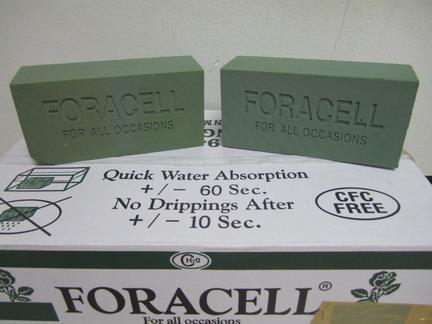 FORACELL
FOR ALL OCCASIONS
FORACELL
FOR ALL OCCASIONS
Quick Water Absorption
+/- 60 Sec.
No Drippings After
+/- 10 Sec.
CFC
FREE
FORACELL®
For all occasions